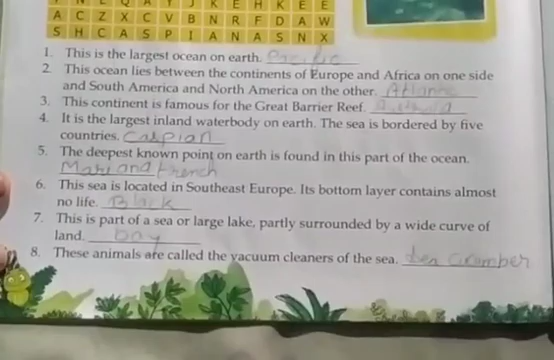 A C Z X C V B N R F D A W
S H C A S P I A N A S N X
1. This is the largest ocean on earth. Pacific
2. This ocean lies between the continents of Europe and Africa on one side
and South America and North America on the other. Atlantic
3. This continent is famous for the Great Barrier Reef.
4. It is the largest inland waterbody on earth. The sea is bordered by five
countries. Caspian
5. The deepest known point on earth is found in this part of the ocean.
Mariana trench
6. This sea is located in Southeast Europe. Its bottom layer contains almost
no life. Black
7. This is part of a sea or large lake, partly surrounded by a wide curve of
land. bay
8. These animals are called the vacuum cleaners of the sea. Sea Cucumber